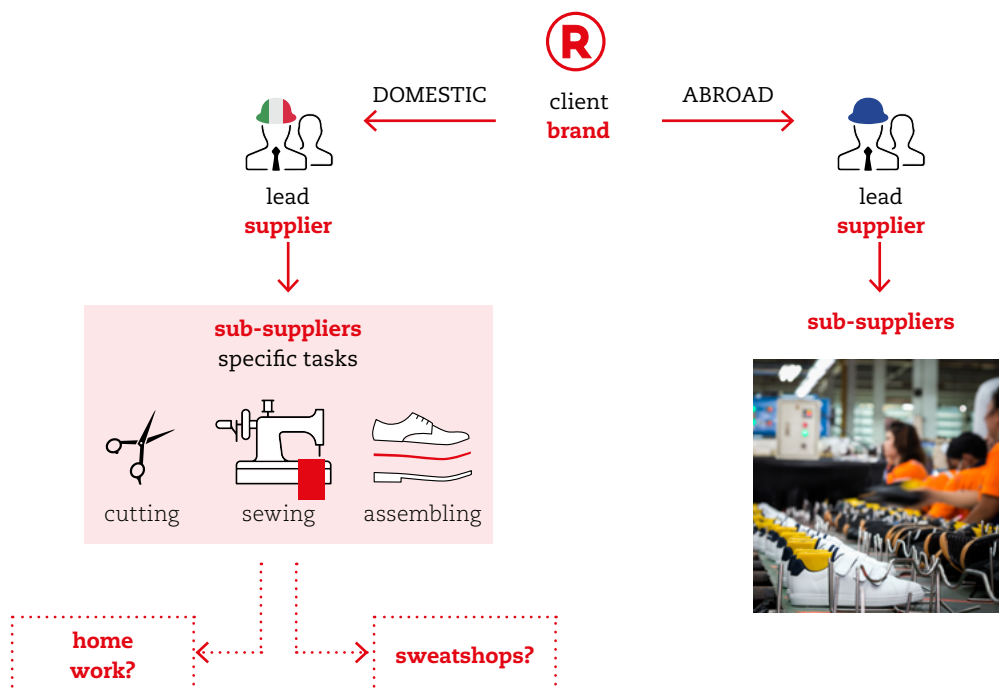 R
DOMESTIC
client
brand
ABROAD
lead
supplier
lead
supplier
sub-suppliers
specific tasks
cutting
sewing
assembling
sub-suppliers
home
work?
sweatshops?